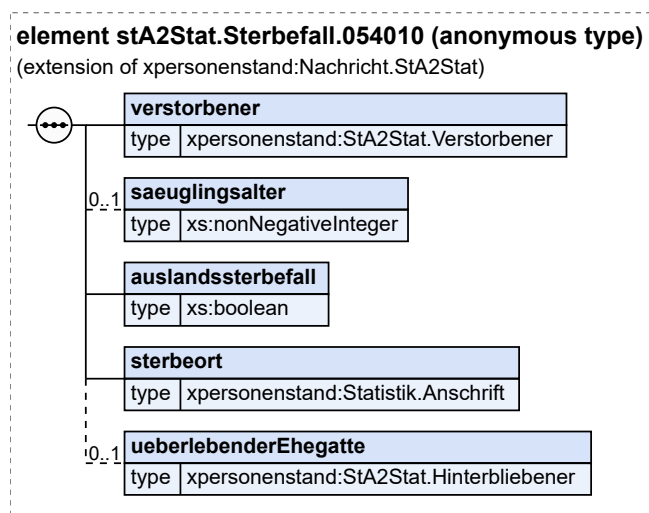 element stA2Stat.Sterbefall.054010 (anonymous type)
(extension of xpersonenstand:Nachricht.StA2Stat)
verstorbener
type xpersonenstand:StA2Stat.Verstorbener
0..1 saeuglingsalter
type xs:nonNegativeInteger
auslandssterbefall
type xs:boolean
sterbeort
type xpersonenstand:Statistik.Anschrift
0..1 ueberlebenderEhegatte
type xpersonenstand:StA2Stat.Hinterbliebener